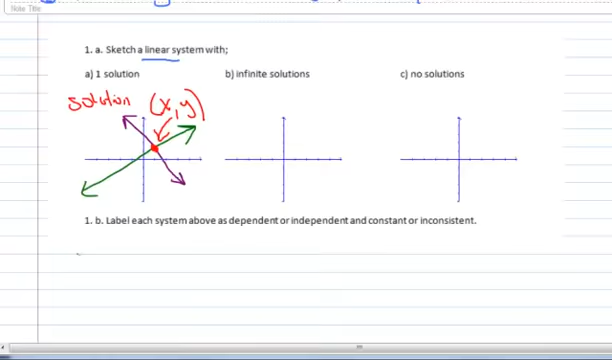 Note Title
1. a. Sketch a linear system with;
a) 1 solution b) infinite solutions c) no solutions
solution (x,y)
1. b. Label each system above as dependent or independent and constant or inconsistent.